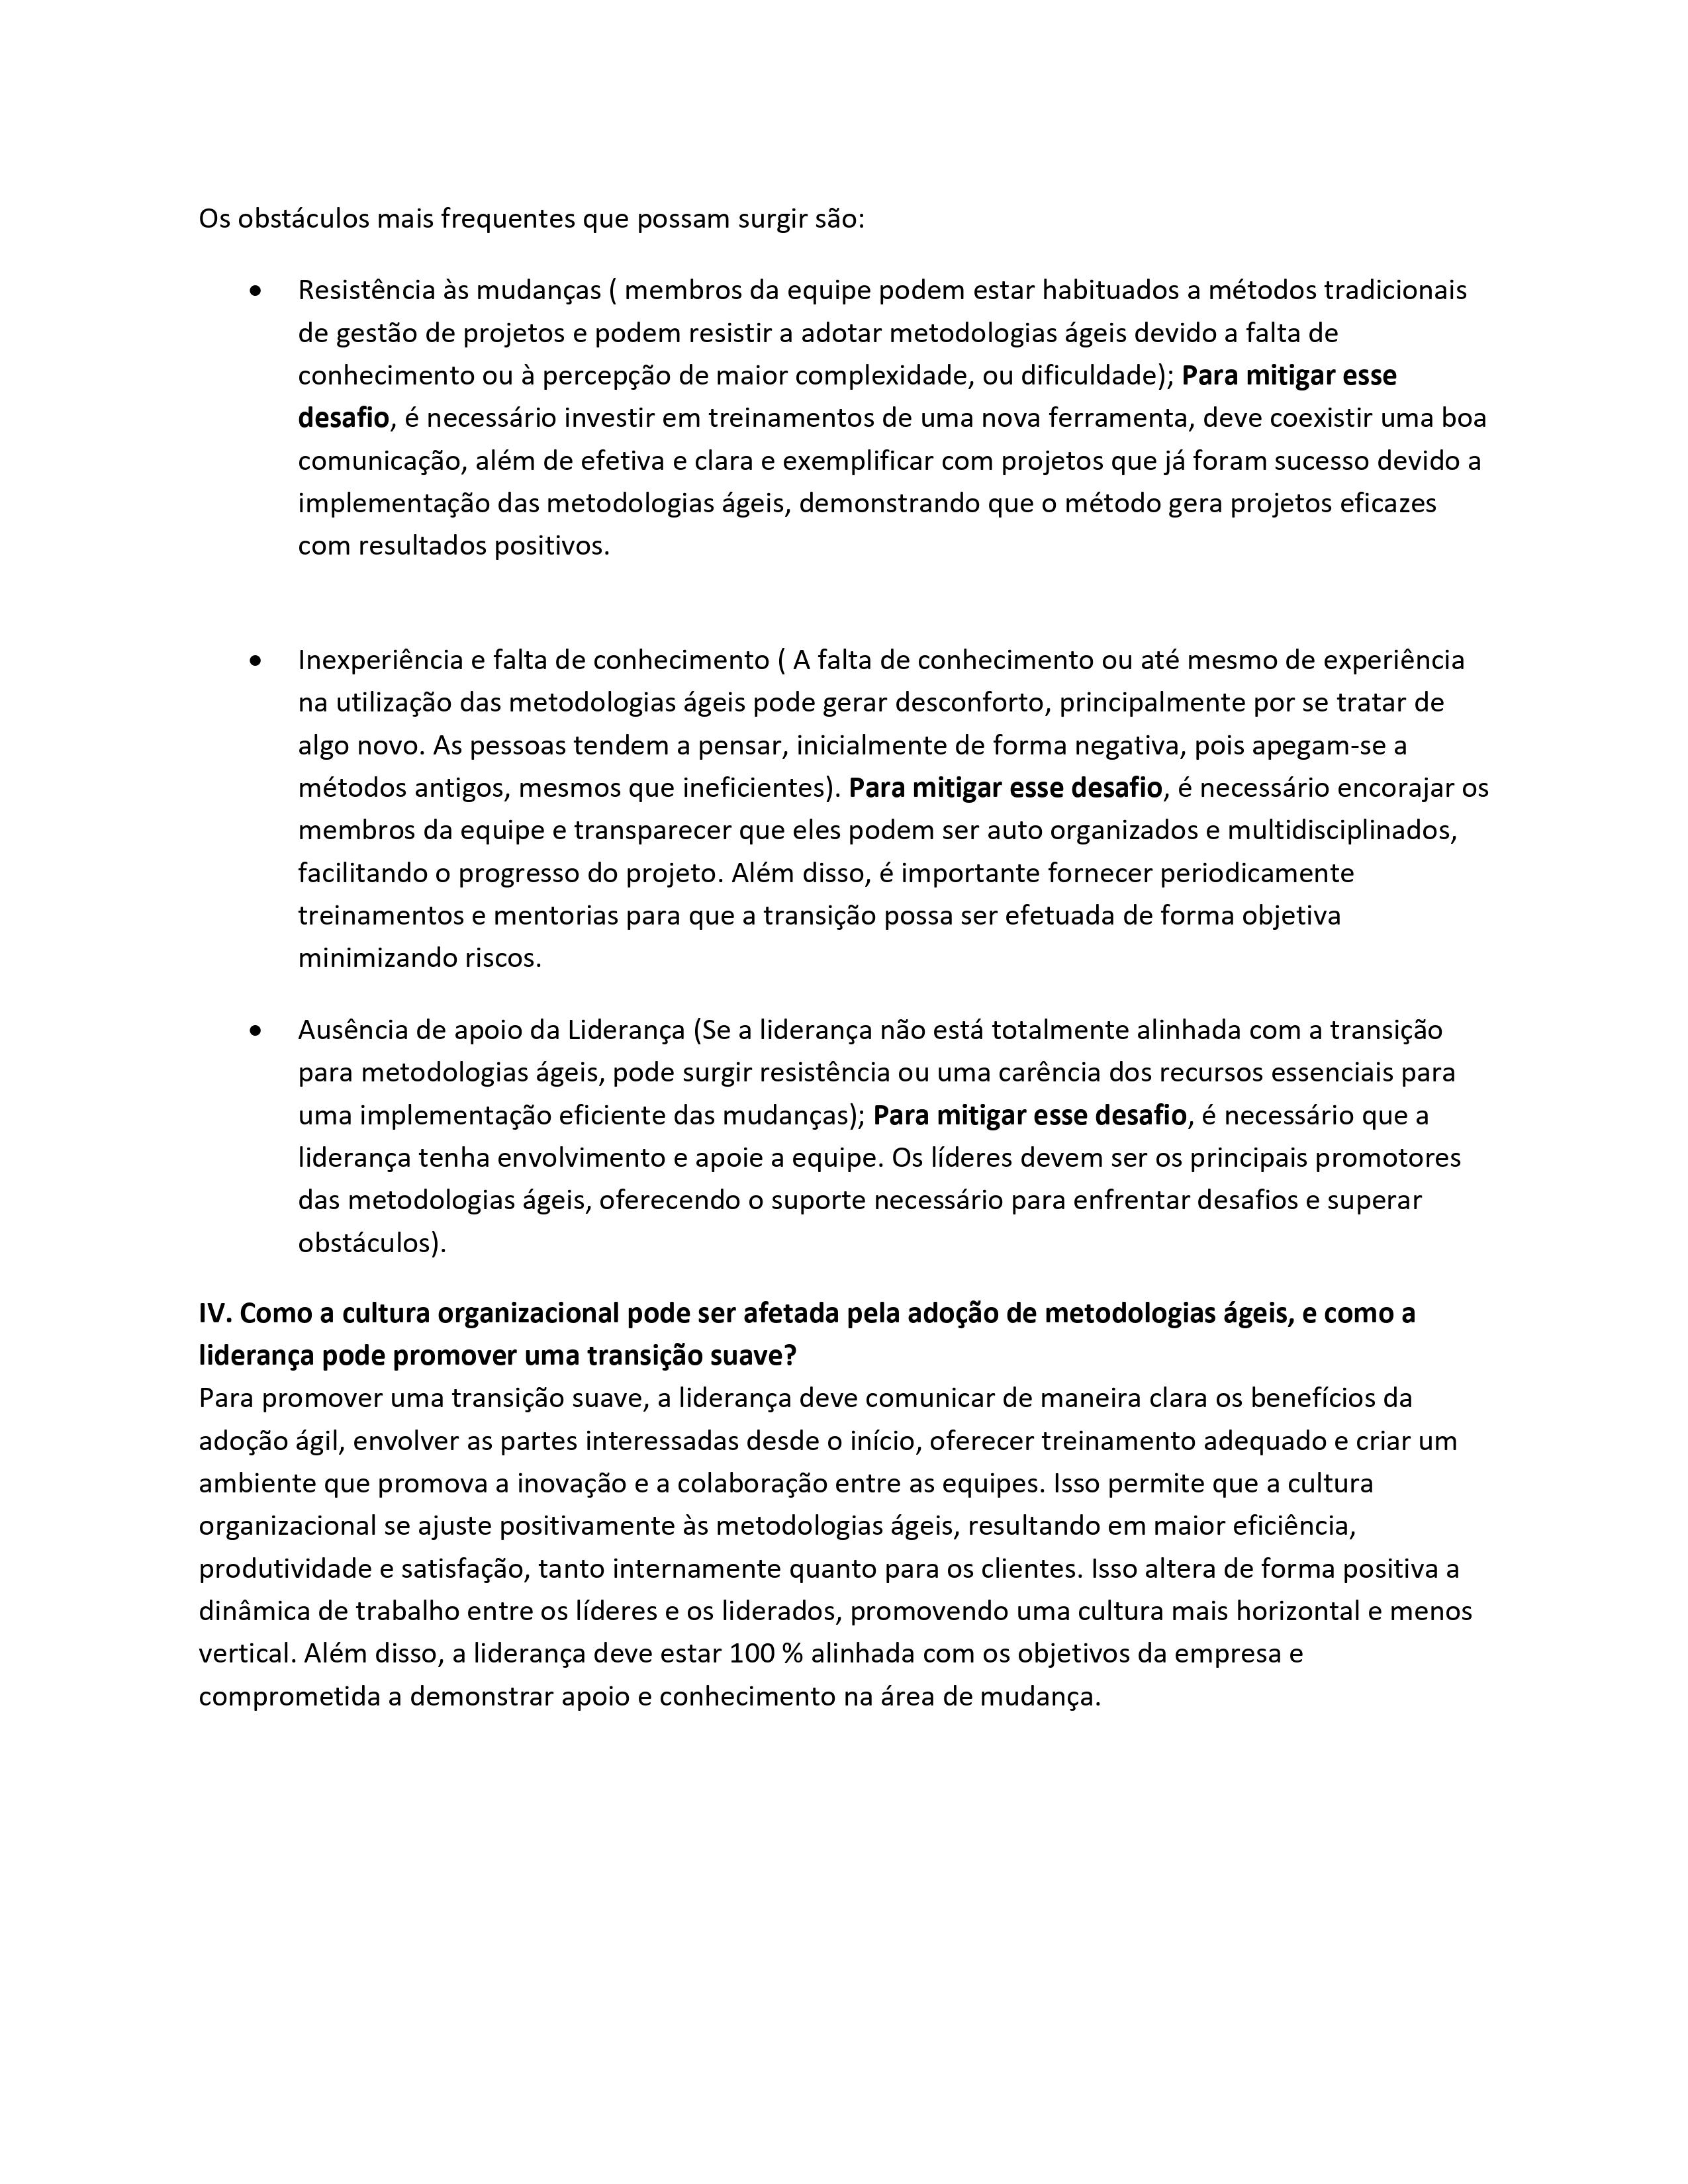 Os obstáculos mais frequentes que possam surgir são:
• Resistência às mudanças ( membros da equipe podem estar habituados a métodos tradicionais
de gestão de projetos e podem resistir a adotar metodologias ágeis devido a falta de
conhecimento ou à percepção de maior complexidade, ou dificuldade); Para mitigar esse
desafio, é necessário investir em treinamentos de uma nova ferramenta, deve coexistir uma boa
comunicação, além de efetiva e clara e exemplificar com projetos que já foram sucesso devido a
implementação das metodologias ágeis, demonstrando que o método gera projetos eficazes
com resultados positivos.
• Inexperiência e falta de conhecimento ( A falta de conhecimento ou até mesmo de experiência
na utilização das metodologias ágeis pode gerar desconforto, principalmente por se tratar de
algo novo. As pessoas tendem a pensar, inicialmente de forma negativa, pois apegam-se a
métodos antigos, mesmos que ineficientes). Para mitigar esse desafio, é necessário encorajar os
membros da equipe e transparecer que eles podem ser auto organizados e multidisciplinados,
facilitando o progresso do projeto. Além disso, é importante fornecer periodicamente
treinamentos e mentorias para que a transição possa ser efetuada de forma objetiva
minimizando riscos.
• Ausência de apoio da Liderança (Se a liderança não está totalmente alinhada com a transição
para metodologias ágeis, pode surgir resistência ou uma carência dos recursos essenciais para
uma implementação eficiente das mudanças); Para mitigar esse desafio, é necessário que a
liderança tenha envolvimento e apoie a equipe. Os líderes devem ser os principais promotores
das metodologias ágeis, oferecendo o suporte necessário para enfrentar desafios e superar
obstáculos).
IV. Como a cultura organizacional pode ser afetada pela adoção de metodologias ágeis, e como a
liderança pode promover uma transição suave?
Para promover uma transição suave, a liderança deve comunicar de maneira clara os benefícios da
adoção ágil, envolver as partes interessadas desde o início, oferecer treinamento adequado e criar um
ambiente que promova a inovação e a colaboração entre as equipes. Isso permite que a cultura
organizacional se ajuste positivamente às metodologias ágeis, resultando em maior eficiência,
produtividade e satisfação, tanto internamente quanto para os clientes. Isso altera de forma positiva a
dinâmica de trabalho entre os líderes e os liderados, promovendo uma cultura mais horizontal e menos
vertical. Além disso, a liderança deve estar 100 % alinhada com os objetivos da empresa e
comprometida a demonstrar apoio e conhecimento na área de mudança.